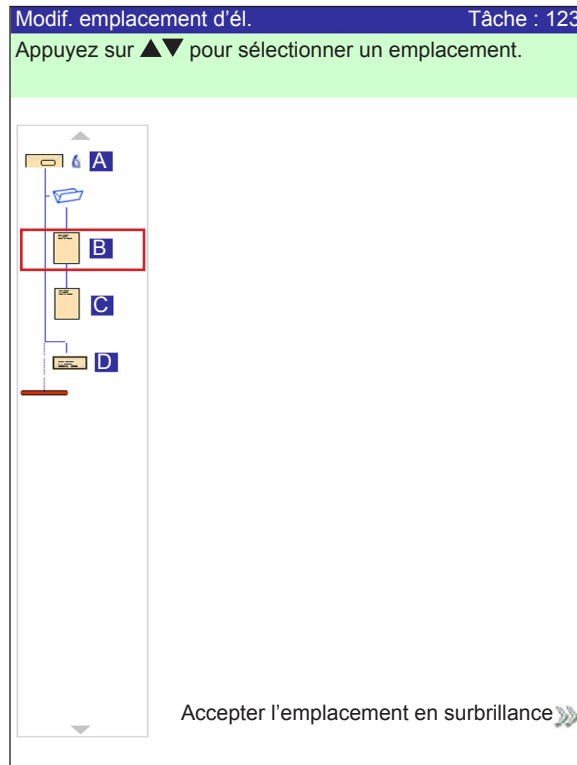 Modif. emplacement d’él. Tâche : 123
Appuyez sur ▲▼ pour sélectionner un emplacement.
A
B
C
D
Accepter l’emplacement en surbrillance